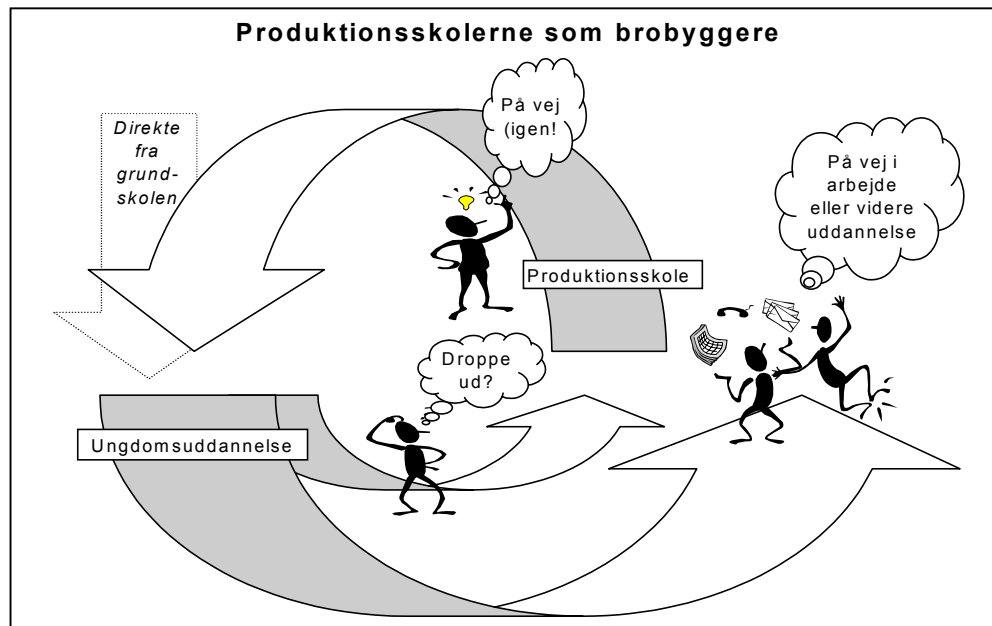 Produktionsskolerne som brobyggere
Direkte
fra
grund-
skolen
På vej
(igen!
På vej i
arbejde
eller videre
uddannelse
Produktionsskole
Droppe
ud?
Ungdomsuddannelse